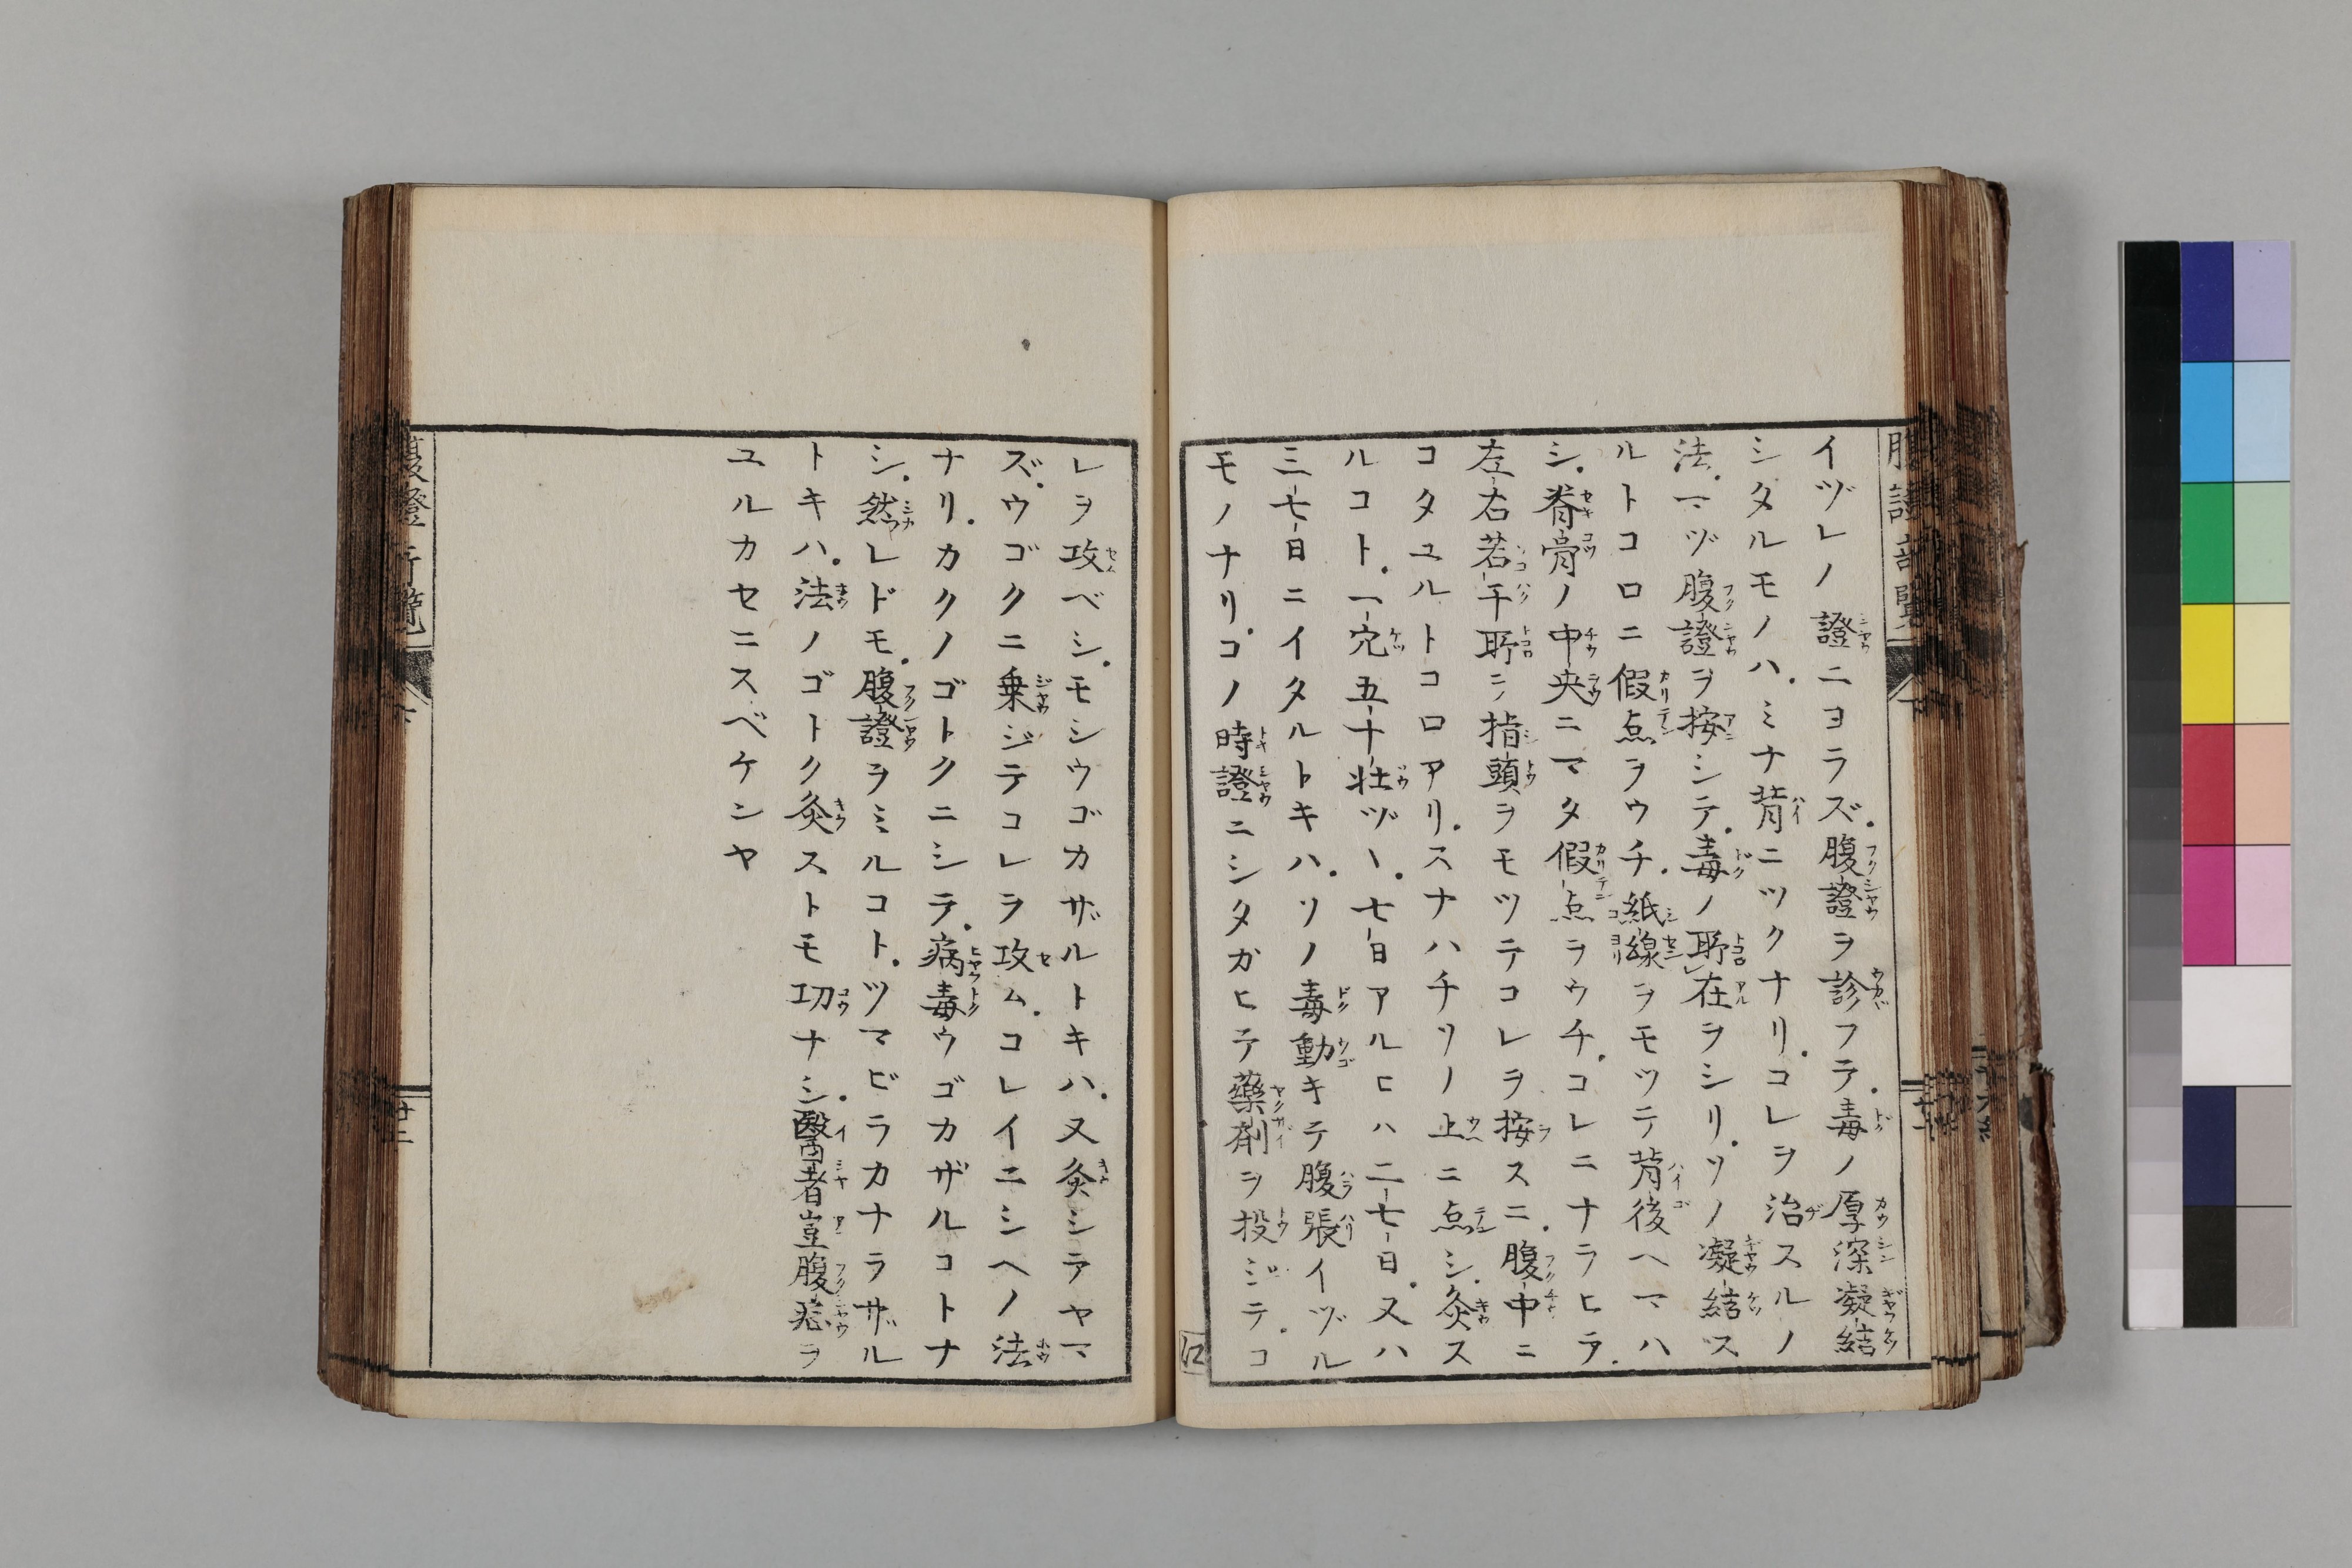 イヅレノ證ニヨラズ.腹證ヲ診フテ.毒ノ厚深凝結
シタルモノハ.ミナ背ニツクナリ.コレヲ治スルノ
法.マヅ腹證ヲ按シテ.毒ノ所在ヲシリ.ソノ凝結ス
ルトコロニ假点ヲウチ.紙線ヲモツテ背後ヘマハ
シ.脊骨ノ中央ニマタ假点ヲウチ.コレニナラヒテ.
左右若干所ニ指頭ヲモツテコレヲ按スニ.腹中ニ
コタユルトコロアリ.スナハチソノ上ニ点シ.灸ス
ルコト.一穴五十壮ヅヽ.七日アルヒハ二七日.又ハ
三七日ニイタルトキハ.ソノ毒動キテ腹張イヅル
モノナリ.コノ時證ニシタガヒテ藥剤ヲ投ジテ.コ
レヲ攻ベシ.モシウゴカザルトキハ.又灸シテヤマ
ズ.ウゴクニ乗ジテコレヲ攻ム.コレイニシヘノ法
ナリ.カクノゴトクニシテ.病毒ウゴカザルコトナ
シ.然レドモ.腹證ヲミルコト.ツマビラカナラザル
トキハ.法ノゴトク灸ストモ功ナシ.醫者豈腹候ヲ
ユルカセニスベケンヤ